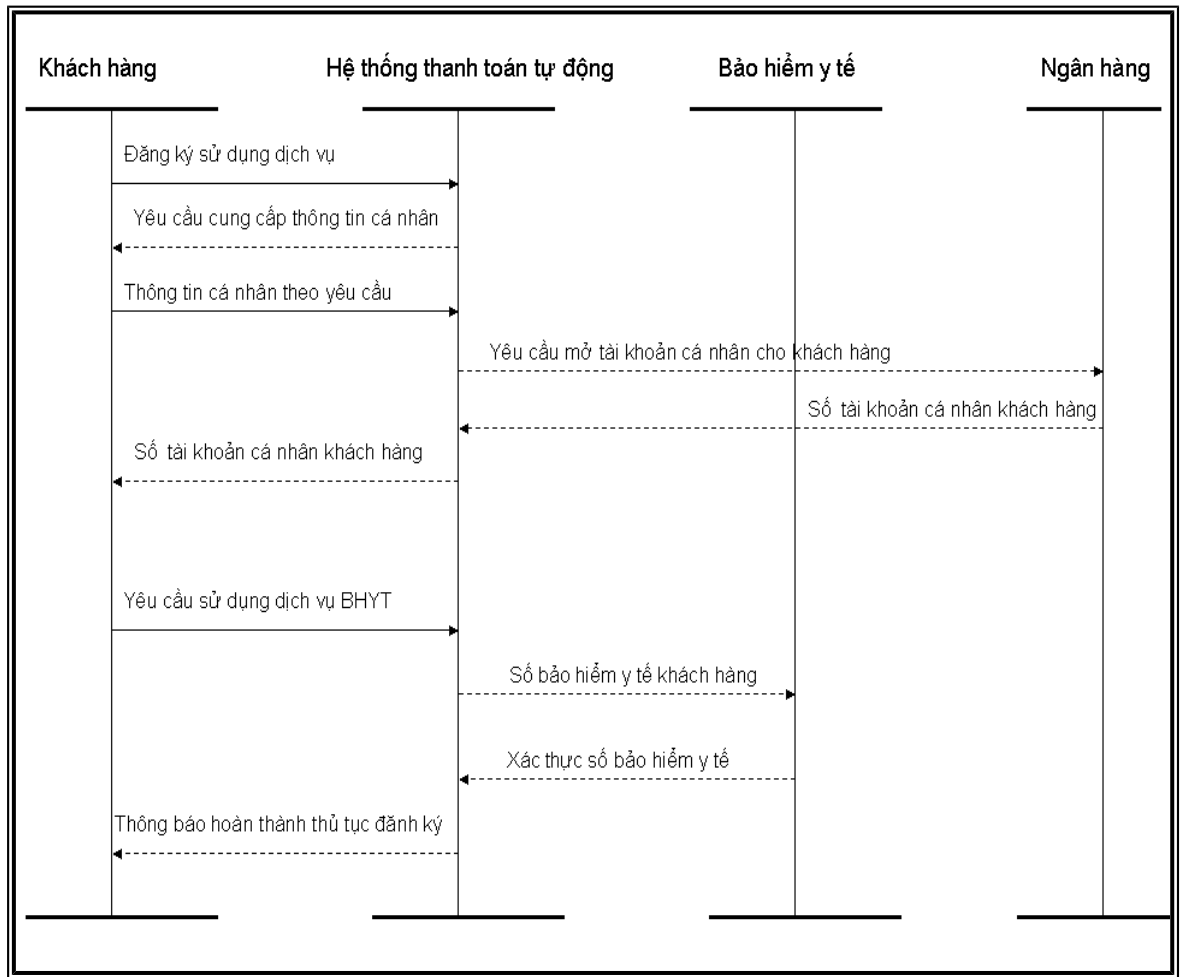 Khách hàng
Hệ thống thanh toán tự động
Bảo hiểm y tế
Ngân hàng
Đăng ký sử dụng dịch vụ
Yêu cầu cung cấp thông tin cá nhân
Thông tin cá nhân theo yêu cầu
Yêu cầu mở tài khoản cá nhân cho khách hàng
Số tài khoản cá nhân khách hàng
Số tài khoản cá nhân khách hàng
Yêu cầu sử dụng dịch vụ BHYT
Số bảo hiểm y tế khách hàng
Xác thực số bảo hiểm y tế
Thông báo hoàn thành thủ tục đănh ký